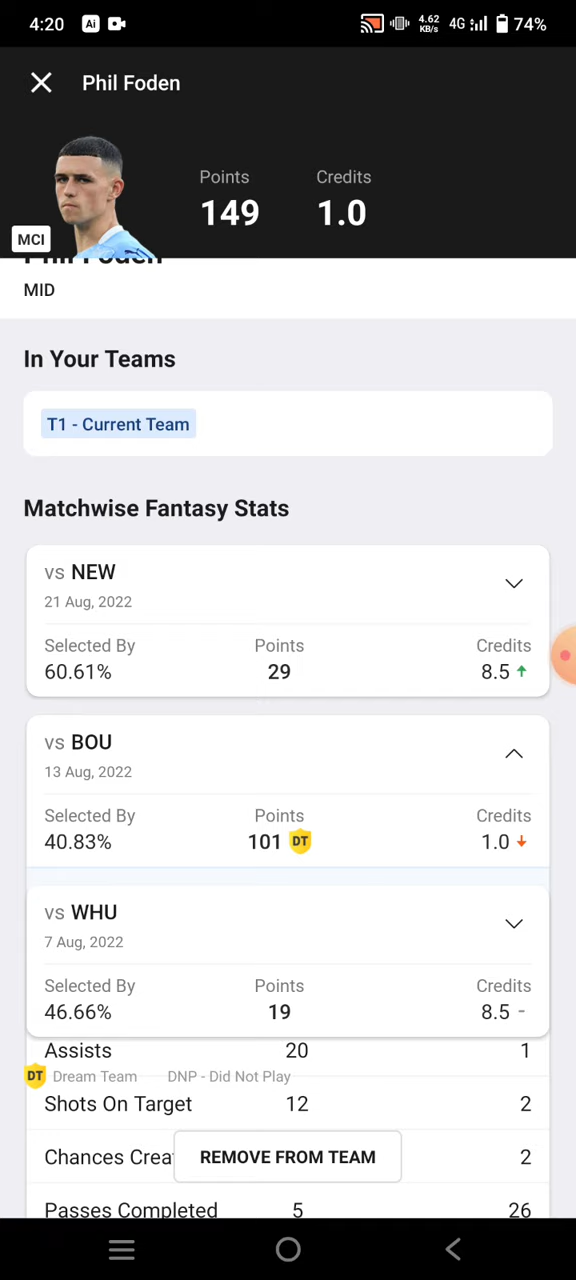 4:20 Ai 4.62 KB/s 4G 74%
Phil Foden
Points Credits
149 1.0
MCI
Phil Foden
MID
In Your Teams
T1 - Current Team
Matchwise Fantasy Stats
vs NEW
21 Aug, 2022
Selected By Points Credits
60.61% 29 8.5
vs BOU
13 Aug, 2022
Selected By Points Credits
40.83% 101 DT 1.0
vs WHU
7 Aug, 2022
Selected By Points Credits
46.66% 19 8.5 -
Assists 20 1
DT Dream Team DNP - Did Not Play
Shots On Target 12 2
Chances Crea 2
REMOVE FROM TEAM
Passes Completed 5 26